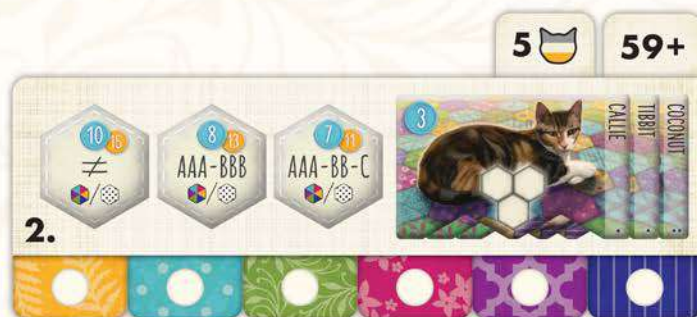 5 59+
10 15 8 13 7 11 3
≠ AAA-BBB AAA-BB-C
/ / /
CALLIE
TIBBIT
COCONUT
2.